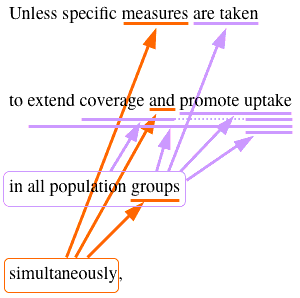 Unless specific measures are taken
to extend coverage and promote uptake
in all population groups
simultaneously,